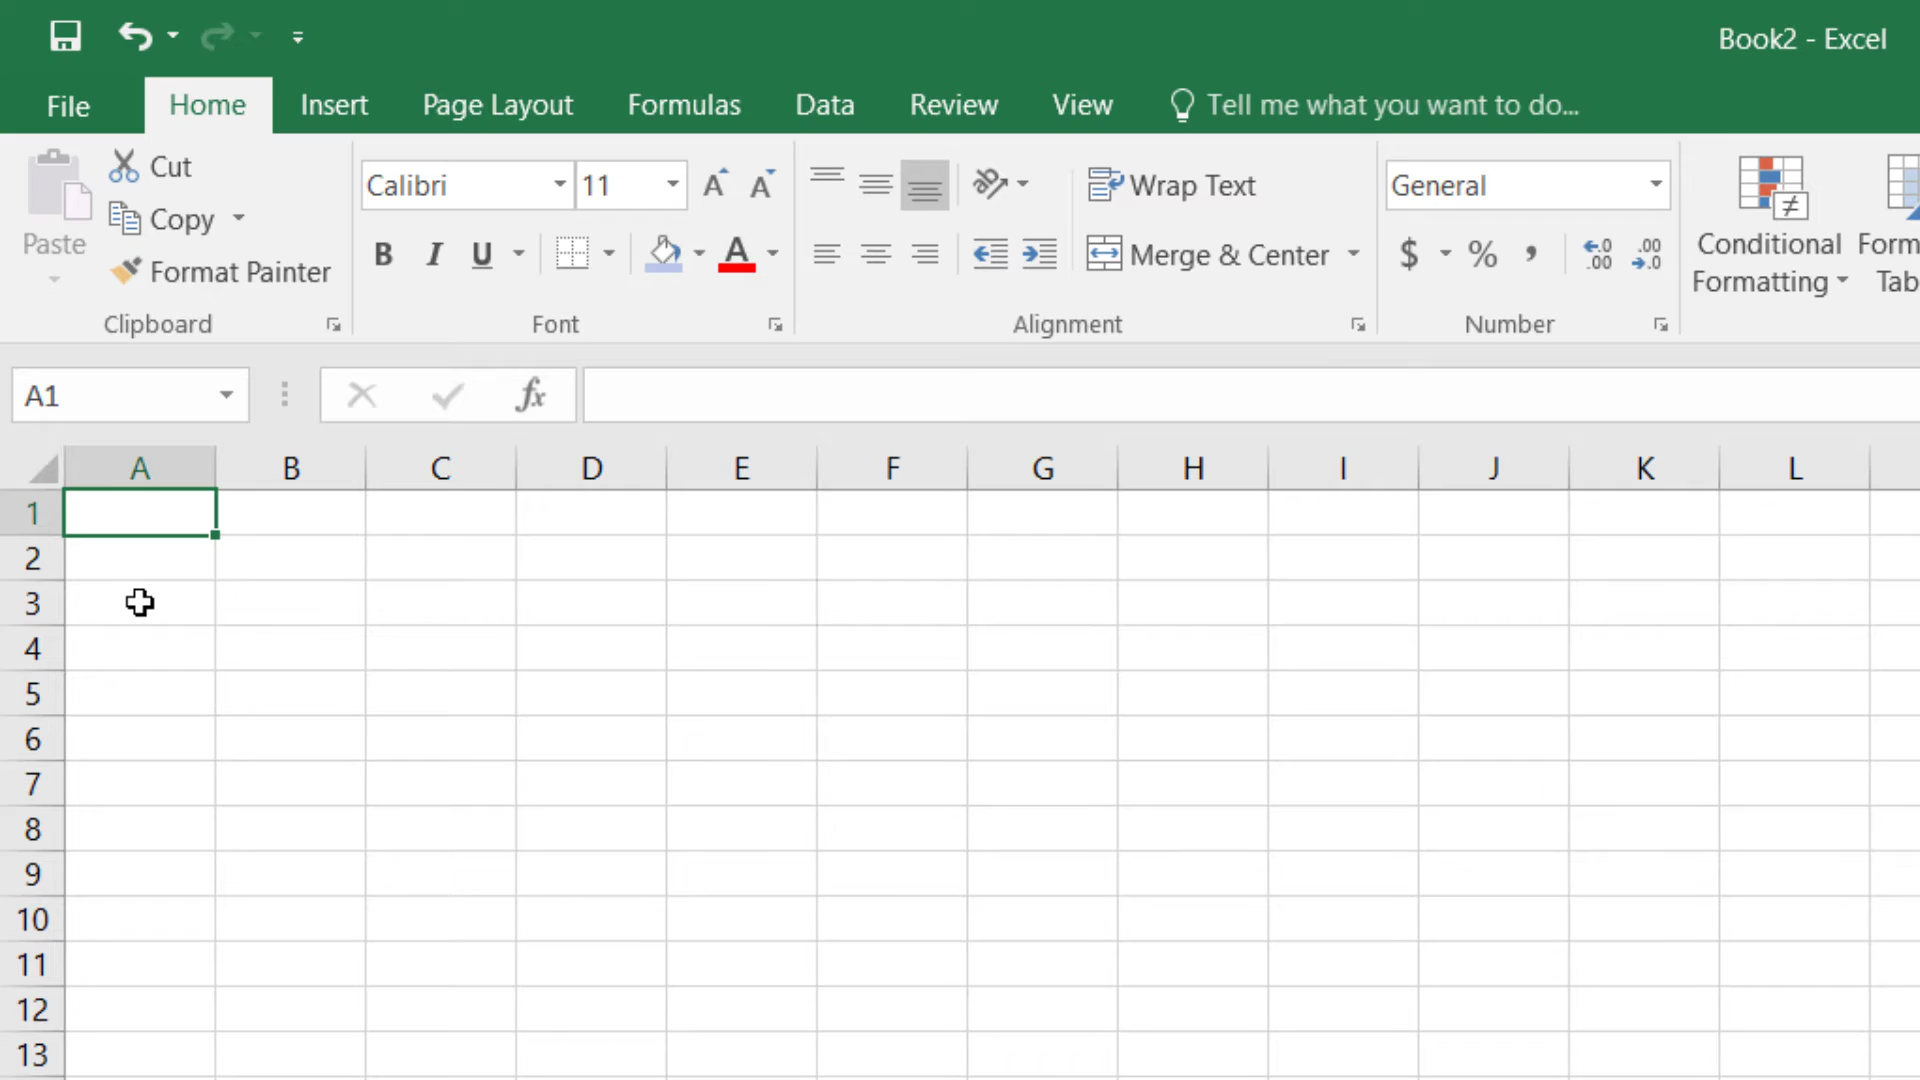 Book2 - Excel
File Home Insert Page Layout Formulas Data Review View Tell me what you want to do...
Paste
Cut
Copy
Format Painter
Clipboard
Calibri 11
B I U A
Font
Wrap Text
Merge & Center
Alignment
General
$ % ,
Number
Conditional
Formatting
A1 fx
A B C D E F G H I J K L
1
2
3
4
5
6
7
8
9
10
11
12
13